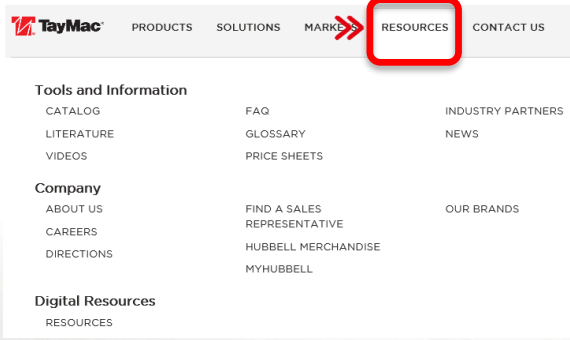 TayMac PRODUCTS SOLUTIONS MARKETS RESOURCES CONTACT US
Tools and Information
CATALOG FAQ INDUSTRY PARTNERS
LITERATURE GLOSSARY NEWS
VIDEOS PRICE SHEETS
Company
ABOUT US FIND A SALES OUR BRANDS
REPRESENTATIVE
CAREERS
HUBBELL MERCHANDISE
DIRECTIONS
MYHUBBELL
Digital Resources
RESOURCES